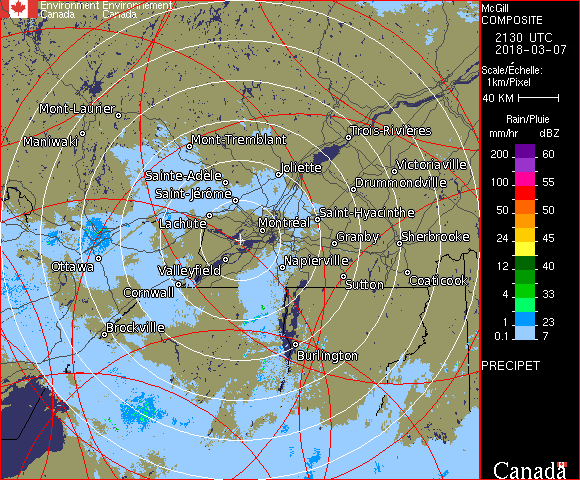 Environment Environnement
Canada Canada
McGill
COMPOSITE
2130 UTC
2018-03-07
Scale/Échelle:
1km/Pixel
40 KM
Rain/Pluie
mm/hr dBZ
200 60
100 55
50 50
24 45
12 40
4 33
1 23
0.1 7
PRECIPET
Canada
Mont-Laurier
Maniwaki
Mont-Tremblant
Trois-Rivières
Sainte-Adèle
Joliette
Victoriaville
Saint-Jérôme
Drummondville
Lachute
Montréal
Saint-Hyacinthe
Granby
Sherbrooke
Ottawa
Valleyfield
Napierville
Cornwall
Sutton
Coaticook
Brockville
Burlington